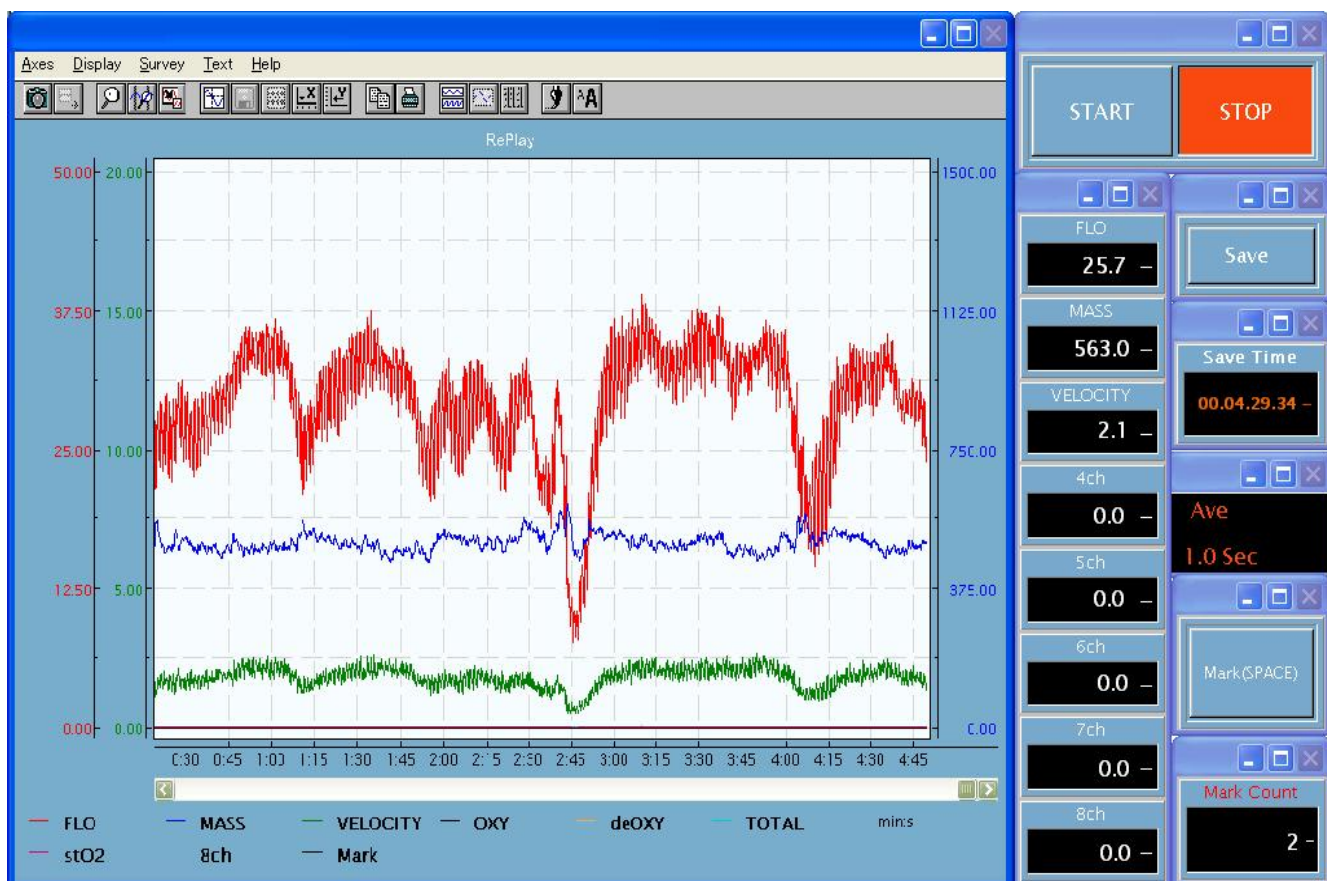 Axes Display Survey Text Help
RePlay
50.00 20.00 1500.00
37.50 15.00 1125.00
25.00 10.00 750.00
12.50 5.00 375.00
0.00 0.00 0.00
0:30 0:45 1:00 1:15 1:30 1:45 2:00 2:15 2:30 2:45 3:00 3:15 3:30 3:45 4:00 4:15 4:30 4:45
FLO MASS VELOCITY OXY deOXY TOTAL min:s
stO2 8ch Mark
START STOP
FLO
25.7 –
MASS
563.0 –
VELOCITY
2.1 –
4ch
0.0 –
5ch
0.0 –
6ch
0.0 –
7ch
0.0 –
8ch
0.0 –
Save
Save Time
00.04.29.34 –
Ave
1.0 Sec
Mark(SPACE)
Mark Count
2 –